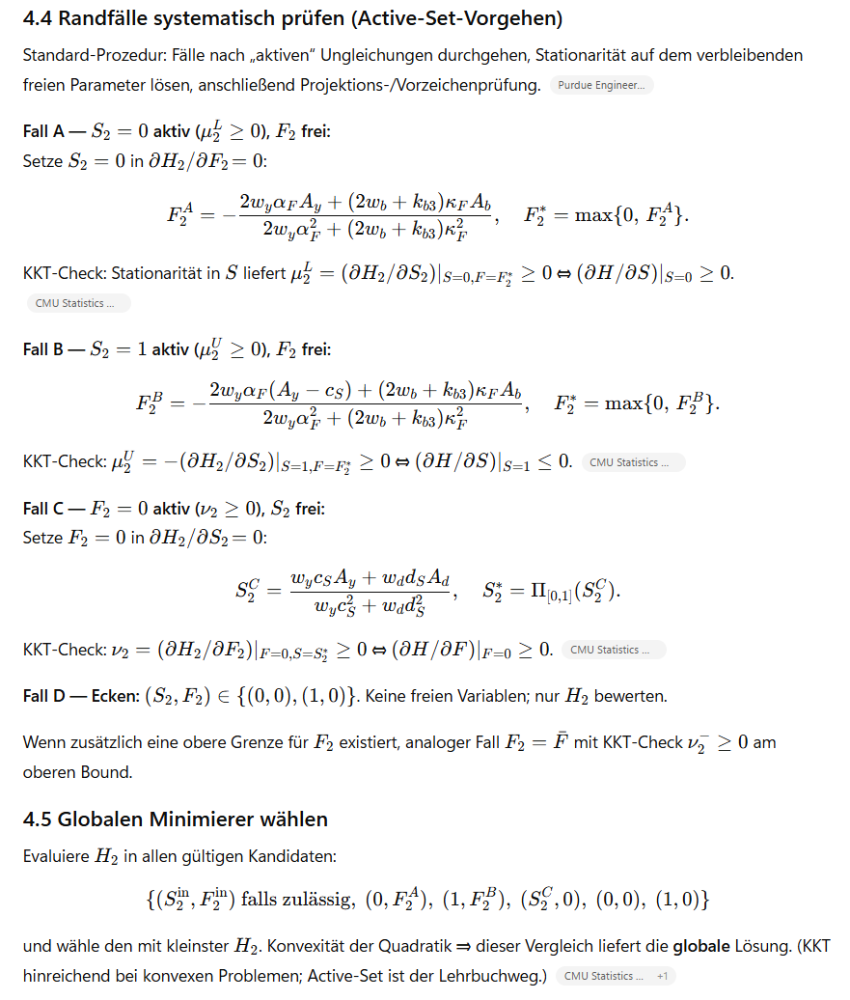 4.4 Randfälle systematisch prüfen (Active-Set-Vorgehen)
Standard-Prozedur: Fälle nach „aktiven“ Ungleichungen durchgehen, Stationarität auf dem verbleibenden
freien Parameter lösen, anschließend Projektions-/Vorzeichenprüfung. Purdue Engineer...
Fall A — $S_2 = 0$ aktiv ($\mu_2^L \geq 0$), $F_2$ frei:
Setze $S_2 = 0$ in $\partial H_2/\partial F_2 = 0$:
$F_2^A = -\frac{2w_y\alpha_F A_y + (2w_b + k_{b3})\kappa_F A_b}{2w_y\alpha_F^2 + (2w_b + k_{b3})\kappa_F^2}, \quad F_2^* = \max\{0, F_2^A\}.$
KKT-Check: Stationarität in $S$ liefert $\mu_2^L = (\partial H_2/\partial S_2)|_{S=0,F=F_2^*} \geq 0 \Leftrightarrow (\partial H/\partial S)|_{S=0} \geq 0$.
CMU Statistics ...
Fall B — $S_2 = 1$ aktiv ($\mu_2^U \geq 0$), $F_2$ frei:
$F_2^B = -\frac{2w_y\alpha_F(A_y - c_S) + (2w_b + k_{b3})\kappa_F A_b}{2w_y\alpha_F^2 + (2w_b + k_{b3})\kappa_F^2}, \quad F_2^* = \max\{0, F_2^B\}.$
KKT-Check: $\mu_2^U = -(\partial H_2/\partial S_2)|_{S=1,F=F_2^*} \geq 0 \Leftrightarrow (\partial H/\partial S)|_{S=1} \leq 0$. CMU Statistics ...
Fall C — $F_2 = 0$ aktiv ($\nu_2 \geq 0$), $S_2$ frei:
Setze $F_2 = 0$ in $\partial H_2/\partial S_2 = 0$:
$S_2^C = \frac{w_y c_S A_y + w_d d_S A_d}{w_y c_S^2 + w_d d_S^2}, \quad S_2^* = \Pi_{[0,1]}(S_2^C).$
KKT-Check: $\nu_2 = (\partial H_2/\partial F_2)|_{F=0,S=S_2^*} \geq 0 \Leftrightarrow (\partial H/\partial F)|_{F=0} \geq 0$. CMU Statistics ...
Fall D — Ecken: $(S_2, F_2) \in \{(0,0), (1,0)\}$. Keine freien Variablen; nur $H_2$ bewerten.
Wenn zusätzlich eine obere Grenze für $F_2$ existiert, analoger Fall $F_2 = \bar{F}$ mit KKT-Check $\nu_2^- \geq 0$ am
oberen Bound.
4.5 Globalen Minimierer wählen
Evaluiere $H_2$ in allen gültigen Kandidaten:
$\{(S_2^{\text{in}}, F_2^{\text{in}}) \text{ falls zulässig}, (0, F_2^A), (1, F_2^B), (S_2^C, 0), (0,0), (1,0)\}$
und wähle den mit kleinster $H_2$. Konvexität der Quadratik ⇒ dieser Vergleich liefert die globale Lösung. (KKT
hinreichend bei konvexen Problemen; Active-Set ist der Lehrbuchweg.) CMU Statistics ... +1